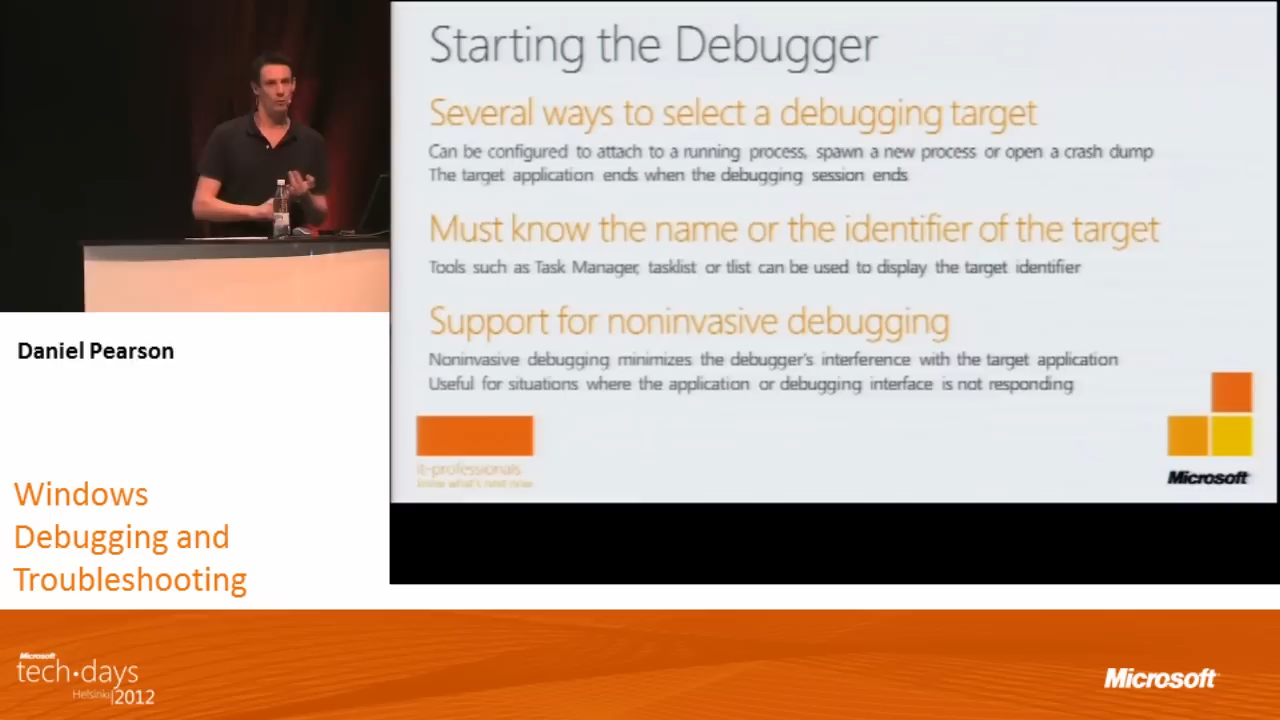 Starting the Debugger
Several ways to select a debugging target
Can be configured to attach to a running process, spawn a new process or open a crash dump
The target application ends when the debugging session ends
Must know the name or the identifier of the target
Tools such as Task Manager, tasklist or tlist can be used to display the target identifier
Support for noninvasive debugging
Noninvasive debugging minimizes the debugger's interference with the target application
Useful for situations where the application or debugging interface is not responding
it-professionals
know what's next now
Microsoft
Daniel Pearson
Windows
Debugging and
Troubleshooting
Microsoft
tech·days
Helsinki|2012
Microsoft